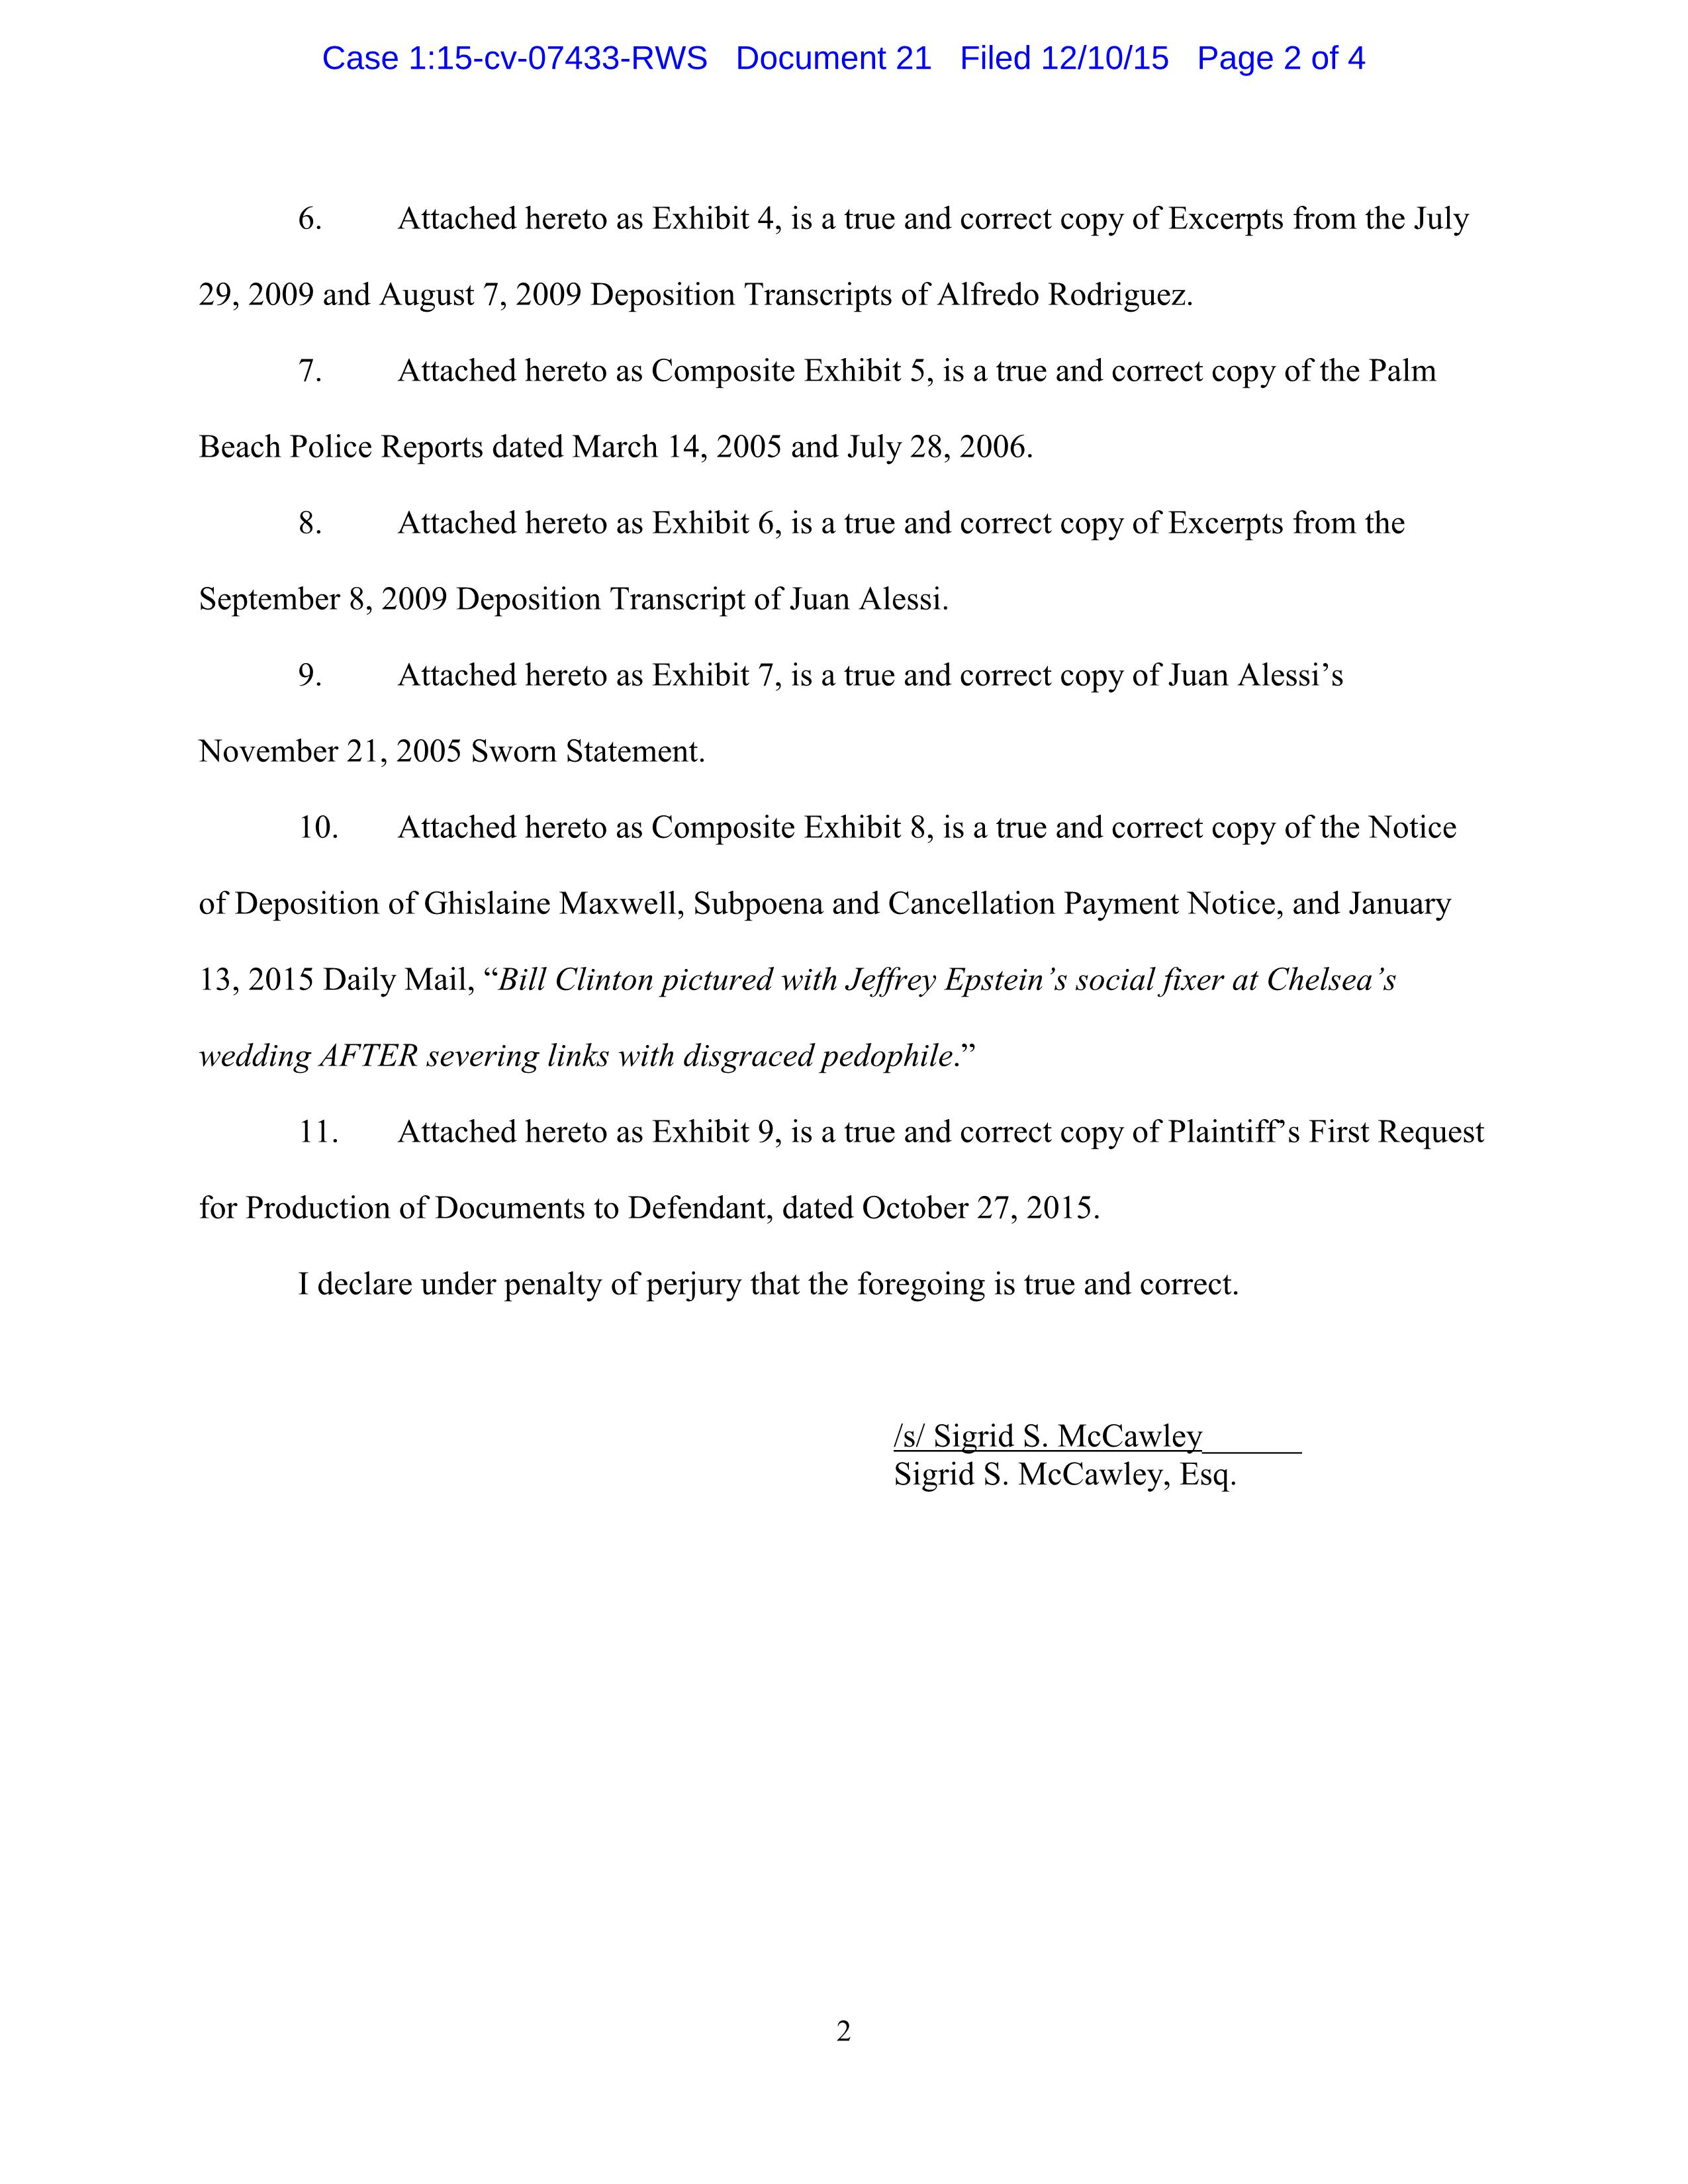 Case 1:15-cv-07433-RWS Document 21 Filed 12/10/15 Page 2 of 4
6. Attached hereto as Exhibit 4, is a true and correct copy of Excerpts from the July
29, 2009 and August 7, 2009 Deposition Transcripts of Alfredo Rodriguez.
7. Attached hereto as Composite Exhibit 5, is a true and correct copy of the Palm
Beach Police Reports dated March 14, 2005 and July 28, 2006.
8. Attached hereto as Exhibit 6, is a true and correct copy of Excerpts from the
September 8, 2009 Deposition Transcript of Juan Alessi.
9. Attached hereto as Exhibit 7, is a true and correct copy of Juan Alessi’s
November 21, 2005 Sworn Statement.
10. Attached hereto as Composite Exhibit 8, is a true and correct copy of the Notice
of Deposition of Ghislaine Maxwell, Subpoena and Cancellation Payment Notice, and January
13, 2015 Daily Mail, “Bill Clinton pictured with Jeffrey Epstein’s social fixer at Chelsea’s
wedding AFTER severing links with disgraced pedophile.”
11. Attached hereto as Exhibit 9, is a true and correct copy of Plaintiff’s First Request
for Production of Documents to Defendant, dated October 27, 2015.
I declare under penalty of perjury that the foregoing is true and correct.
/s/ Sigrid S. McCawley______
Sigrid S. McCawley, Esq.
2